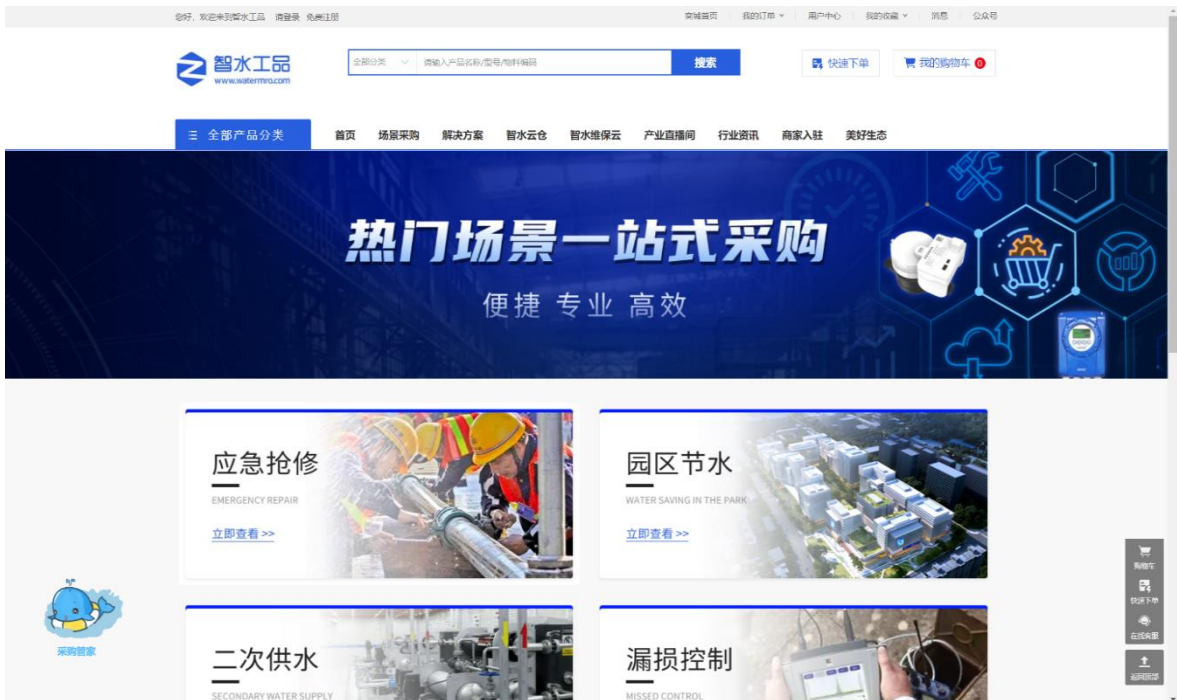 您好，欢迎来到智水工品 请登录 免费注册
商城首页 我的订单 用户中心 我的收藏 消息 公众号
智水工品
www.watermro.com
全部分类 请输入产品名称/型号/物料编码 搜索
快速下单 我的购物车 0
全部产品分类 首页 场景采购 解决方案 智水云仓 智水维保云 产业直播间 行业资讯 商家入驻 美好生态
热门场景一站式采购
便捷 专业 高效
应急抢修
EMERGENCY REPAIR
立即查看 >>
园区节水
WATER SAVING IN THE PARK
立即查看 >>
购物车
快速下单
在线客服
返回顶部
采购管家
二次供水
SECONDARY WATER SUPPLY
漏损控制
MISSED CONTROL